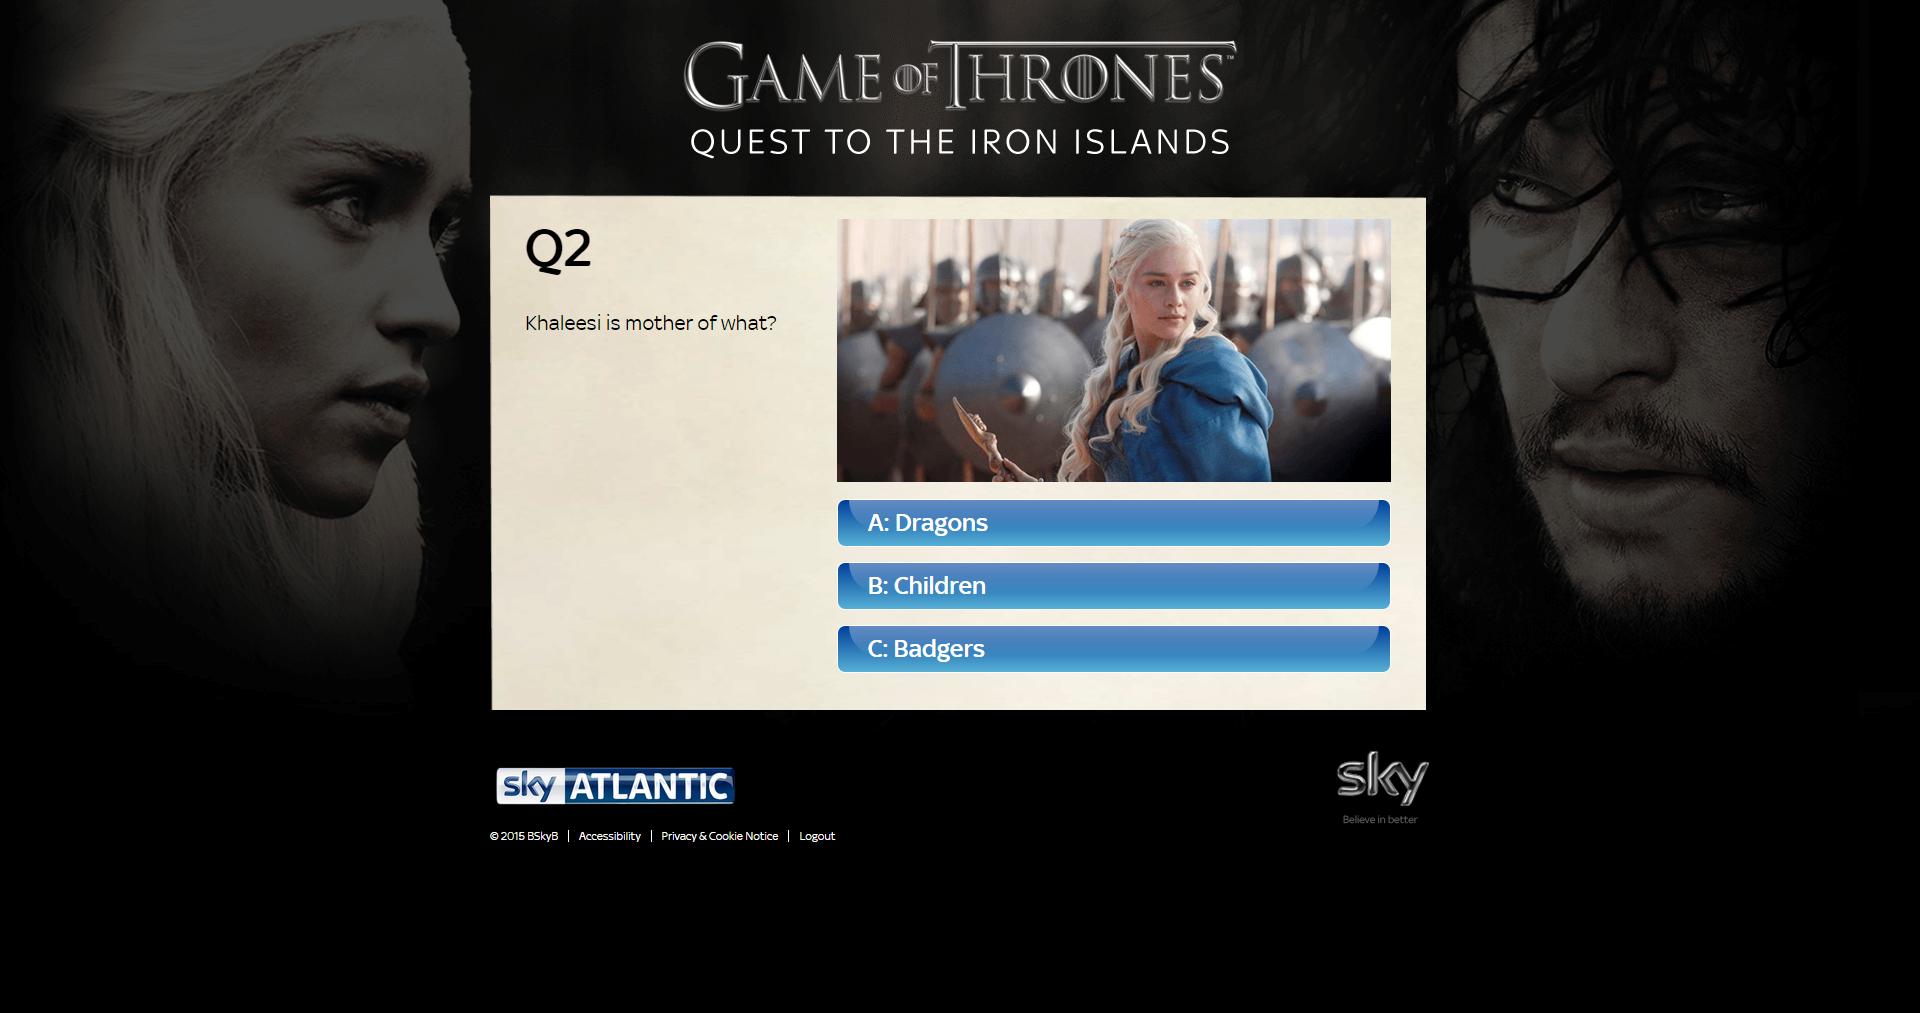 GAME OF THRONES™
QUEST TO THE IRON ISLANDS
Q2
Khaleesi is mother of what?
A: Dragons
B: Children
C: Badgers
sky ATLANTIC
sky
Believe in better
© 2015 BSkyB | Accessibility | Privacy & Cookie Notice | Logout